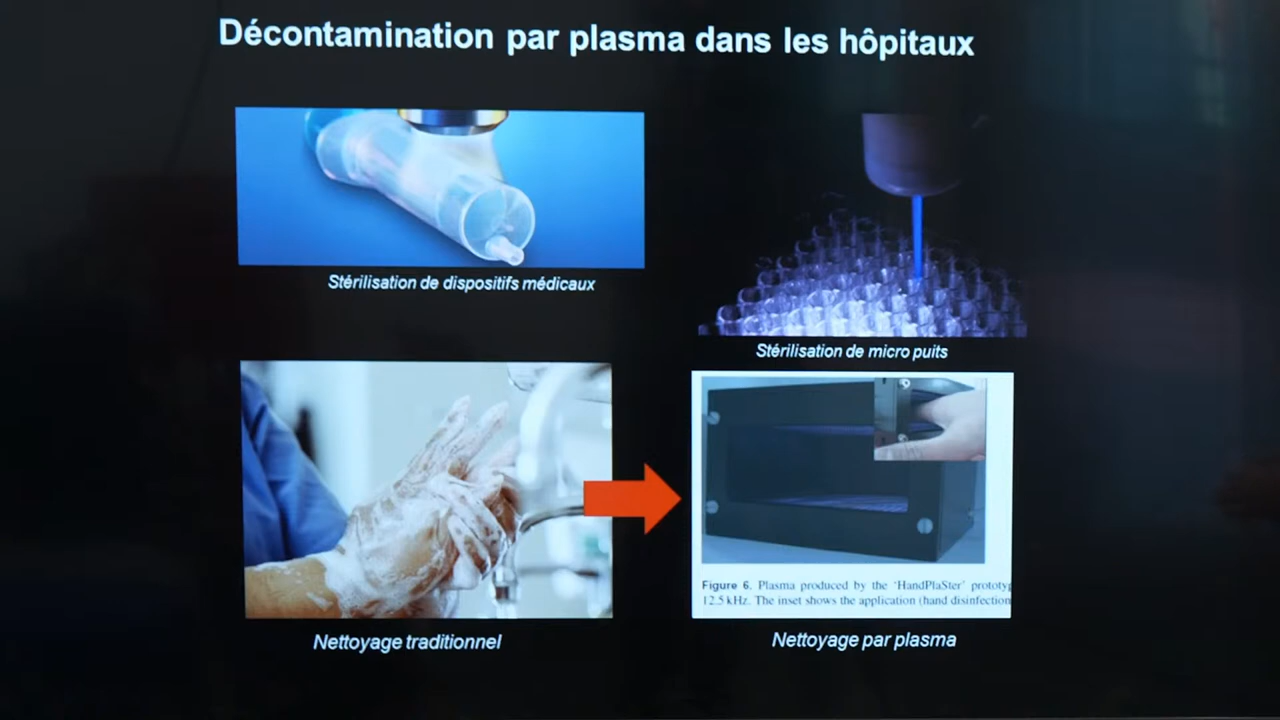 Décontamination par plasma dans les hôpitaux
Stérilisation de dispositifs médicaux
Stérilisation de micro puits
Figure 6. Plasma produced by the 'HandPlaSter'
12.5 kHz. The inset shows the application (hand disinfection
Nettoyage traditionnel
Nettoyage par plasma